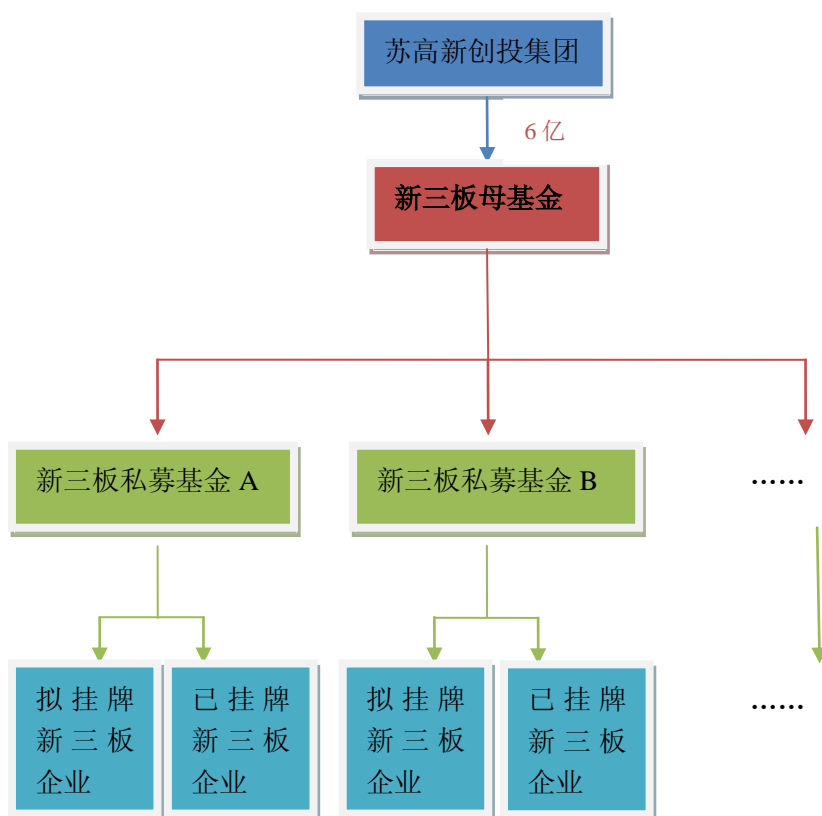 苏高新创投集团
6 亿
新三板母基金
新三板私募基金 A
新三板私募基金 B
......
拟挂牌
新三板
企业
已挂牌
新三板
企业
拟挂牌
新三板
企业
已挂牌
新三板
企业
......